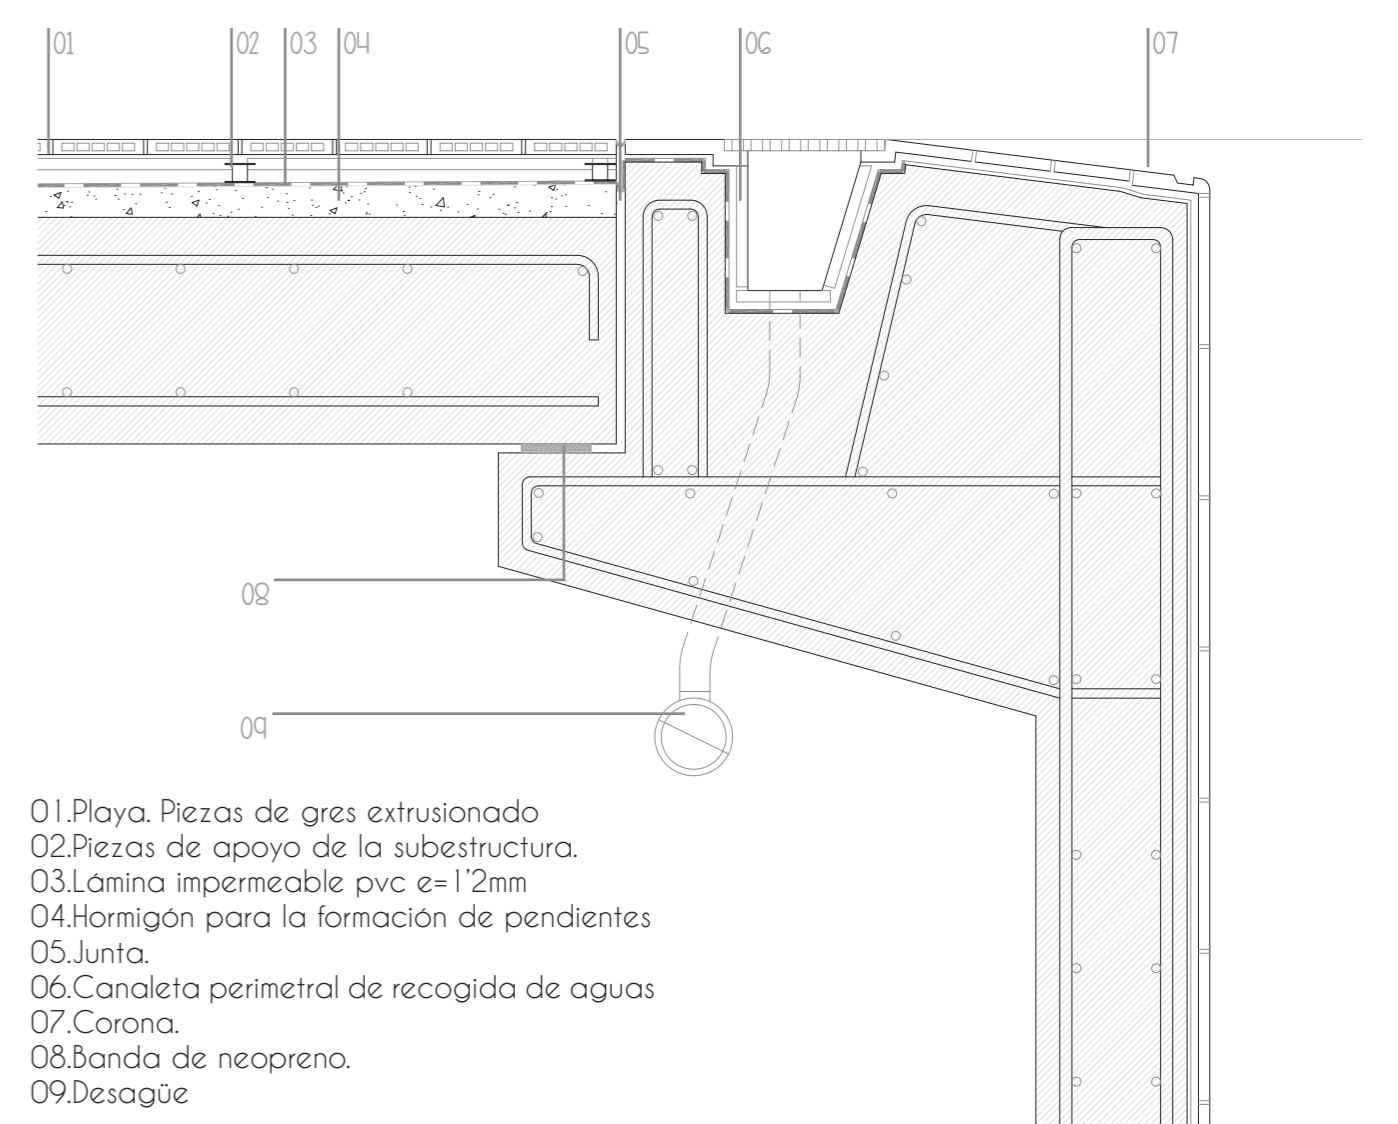 01 02 03 04 05 06 07
08
09
01.Playa. Piezas de gres extrusionado
02.Piezas de apoyo de la subestructura.
03.Lámina impermeable pvc e=1'2mm
04.Hormigón para la formación de pendientes
05.Junta.
06.Canaleta perimetral de recogida de aguas
07.Corona.
08.Banda de neopreno.
09.Desagüe